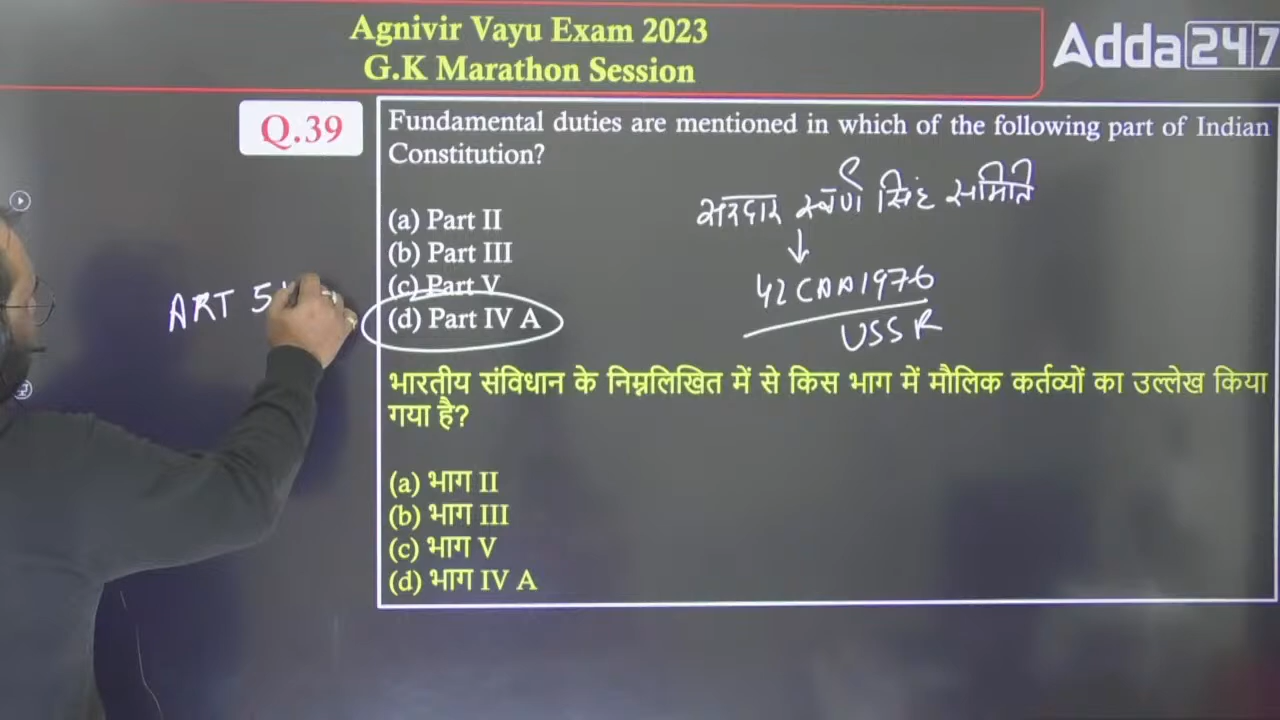 Agnivir Vayu Exam 2023
G.K Marathon Session
Adda247
Q.39
Fundamental duties are mentioned in which of the following part of Indian
Constitution?
(a) Part II
(b) Part III
(c) Part V
(d) Part IV A
सरदार स्वर्ण सिंह समिति
42 CAA 1976
USSR
ART
भारतीय संविधान के निम्नलिखित में से किस भाग में मौलिक कर्तव्यों का उल्लेख किया
गया है?
(a) भाग II
(b) भाग III
(c) भाग V
(d) भाग IV A